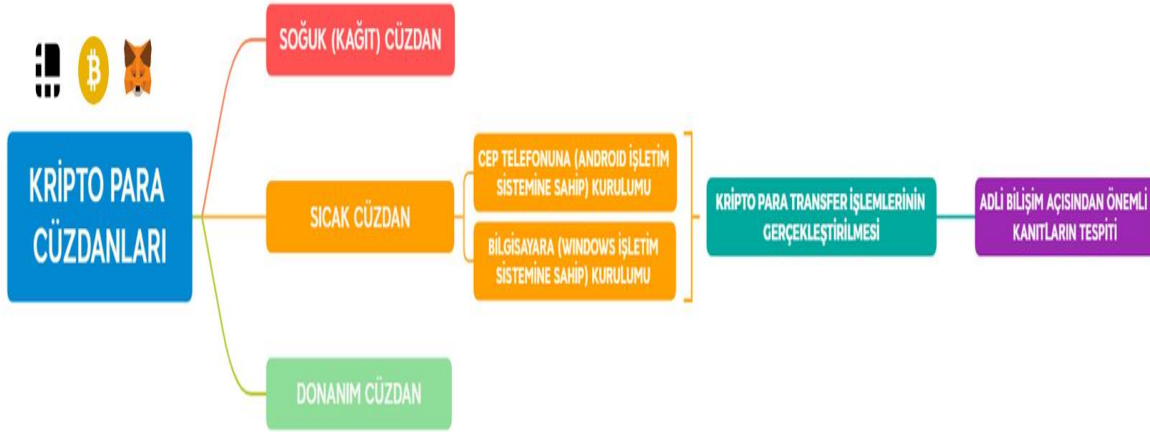 KRİPTO PARA
CÜZDANLARI
SOĞUK (KAĞIT) CÜZDAN
SICAK CÜZDAN
DONANIM CÜZDAN
CEP TELEFONUNA (ANDROID İŞLETİM
SİSTEMİNE SAHİP) KURULUMU
BİLGİSAYARA (WINDOWS İŞLETİM
SİSTEMİNE SAHİP) KURULUMU
KRİPTO PARA TRANSFER İŞLEMLERİNİN
GERÇEKLEŞTİRİLMESİ
ADLİ BİLİŞİM AÇISINDAN ÖNEMLİ
KANITLARIN TESPİTİ